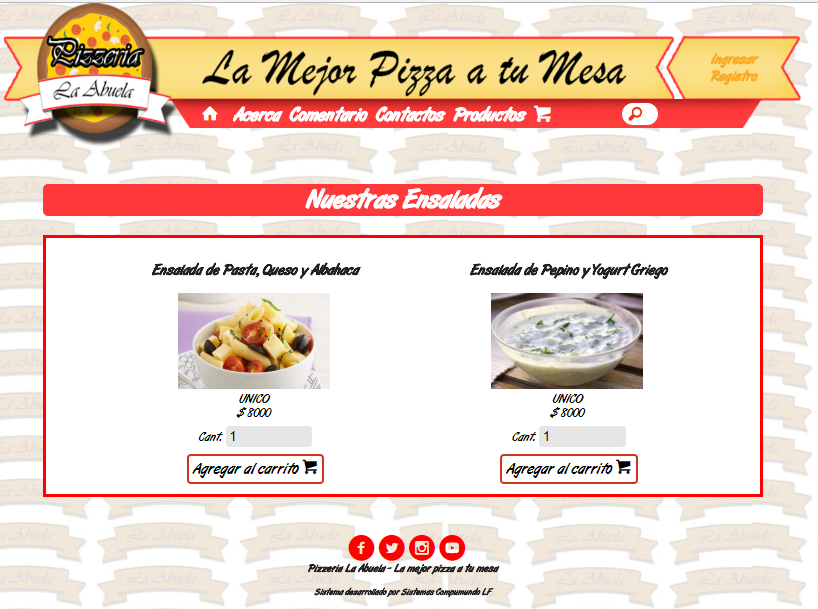 Pizzeria
La Abuela
La Mejor Pizza a tu Mesa
Ingresar
Registro
Acerca Comentario Contactos Productos
Nuestras Ensaladas
Ensalada de Pasta, Queso y Albahaca
Ensalada de Pepino y Yogurt Griego
UNICO
$ 8000
Cant. 1
Agregar al carrito
UNICO
$ 8000
Cant. 1
Agregar al carrito
Pizzeria La Abuela - La mejor pizza a tu mesa
Sistema desarrollado por Sistemas Compumundo LF